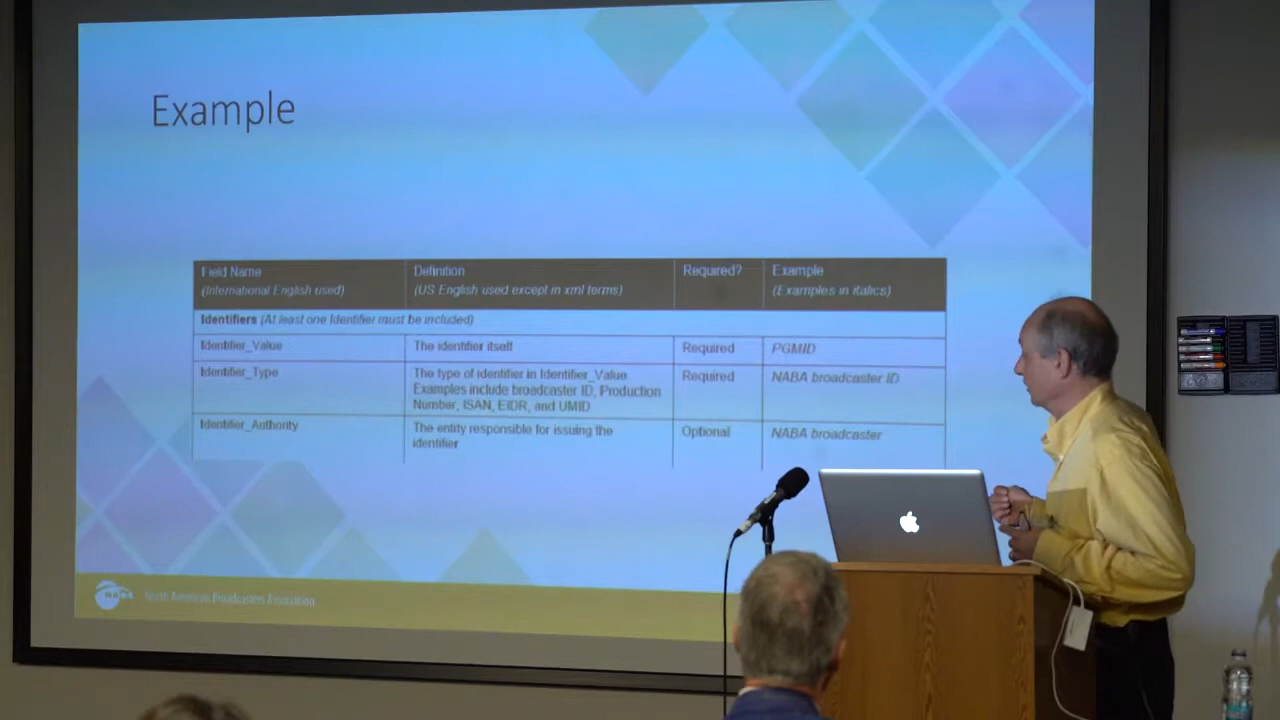 Example
Field Name
(International English used)
Definition
(US English used except in xml terms)
Required?
Example
(Examples in italics)
Identifiers (At least one Identifier must be included)
Identifier_Value
The identifier itself
Required
PGMID
Identifier_Type
The type of identifier in Identifier_Value
Examples include broadcaster ID, Production
Number, ISAN, EIDR, and UMID
Required
NABA broadcaster ID
Identifier_Authority
The entity responsible for issuing the
identifier
Optional
NABA broadcaster
NABA
North American Broadcasters Association